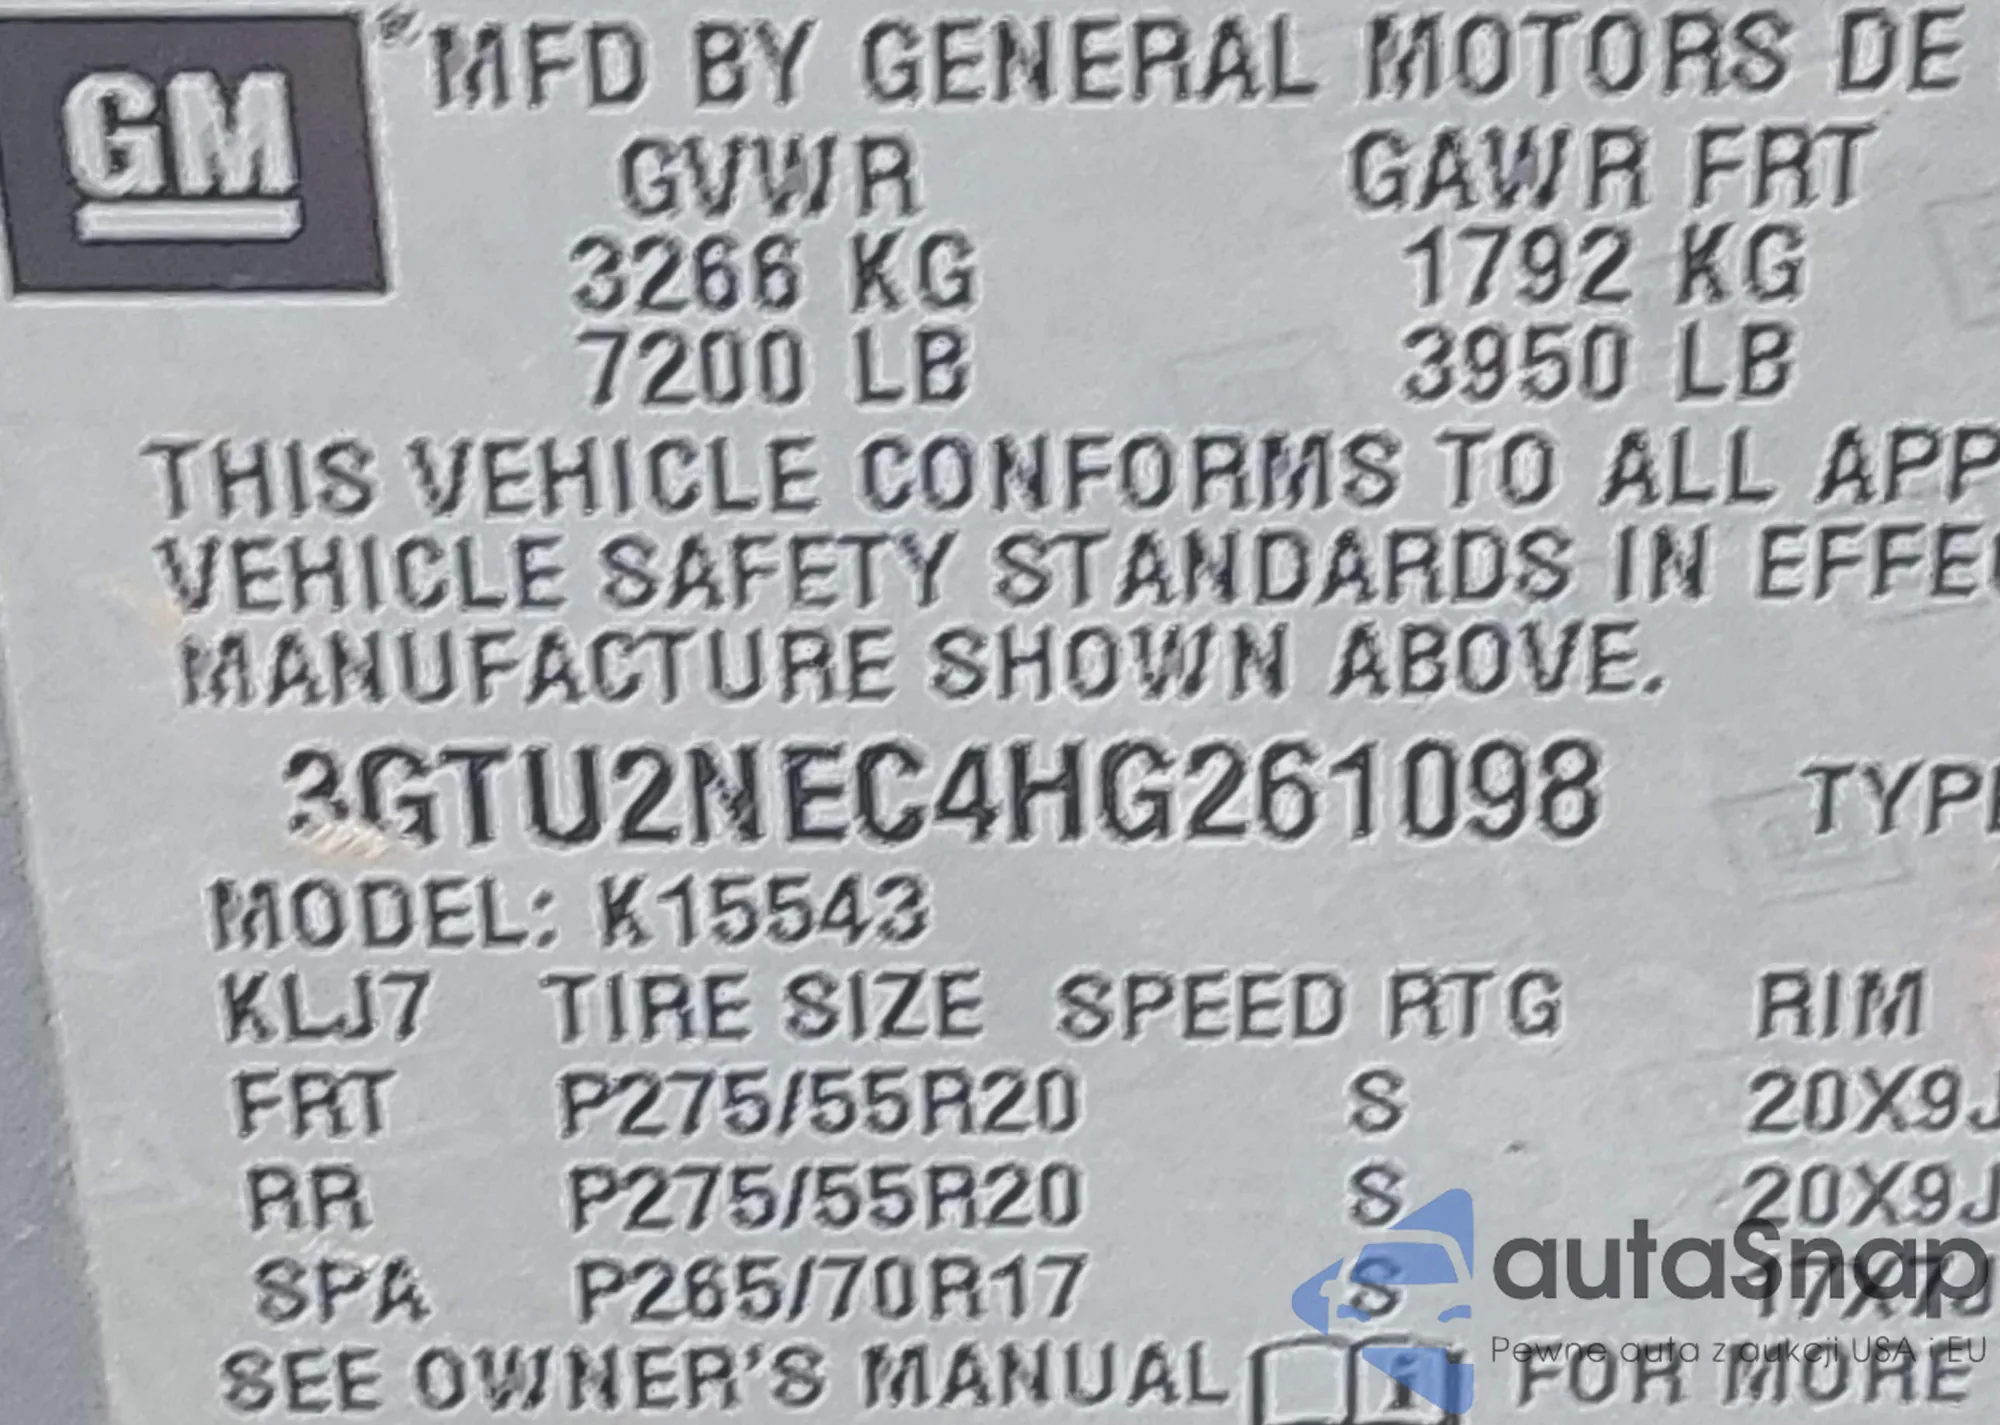 GM
MFD BY GENERAL MOTORS DE
GVWR GAWR FRT
3266 KG 1792 KG
7200 LB 3950 LB
THIS VEHICLE CONFORMS TO ALL APP
VEHICLE SAFETY STANDARDS IN EFFEC
MANUFACTURE SHOWN ABOVE.
3GTU2NEC4HG261098 TYPE
MODEL: K15543
KLJ7 TIRE SIZE SPEED RTG RIM
FRT P275/55R20 S 20X9J
RR P275/55R20 S 20X9J
SPA P265/70R17 S 17X7J
autaSnap
Pewne auta z aukcji USA i EU
SEE OWNER'S MANUAL i FOR MORE